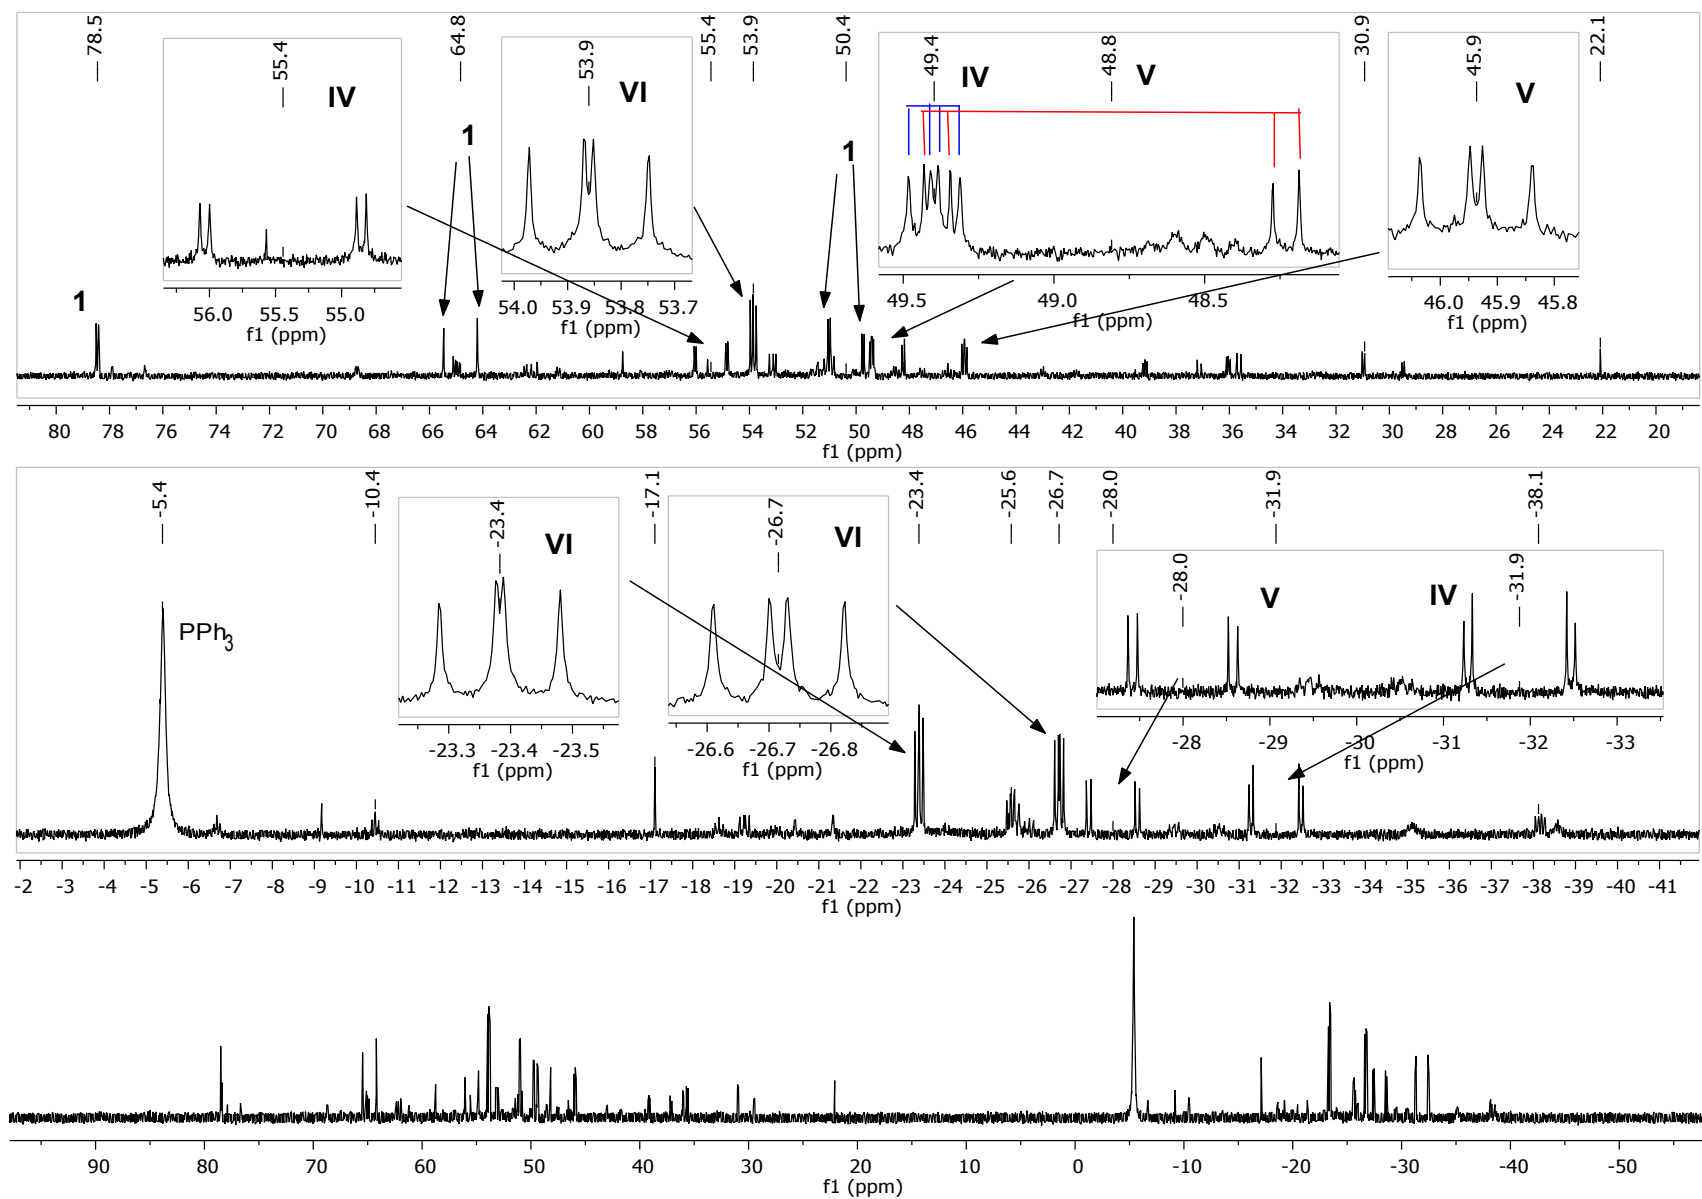 78.5 64.8 55.4 53.9 50.4 30.9 22.1
55.4 IV
53.9 VI
49.4 IV 48.8 V
45.9 V
1 1
56.0 55.5 55.0
f1 (ppm)
54.0 53.9 53.8 53.7
f1 (ppm)
49.5 49.0 48.5
f1 (ppm)
46.0 45.9 45.8
f1 (ppm)
1
80 78 76 74 72 70 68 66 64 62 60 58 56 54 52 50 48 46 44 42 40 38 36 34 32 30 28 26 24 22 20
f1 (ppm)
-5.4 -10.4 -17.1 -23.4 -25.6 -26.7 -28.0 -31.9 -38.1
-23.4 VI
-26.7 VI
-28.0 V IV -31.9
PPh3
-23.3 -23.4 -23.5
f1 (ppm)
-26.6 -26.7 -26.8
f1 (ppm)
-28 -29 -30 -31 -32 -33
f1 (ppm)
-2 -3 -4 -5 -6 -7 -8 -9 -10 -11 -12 -13 -14 -15 -16 -17 -18 -19 -20 -21 -22 -23 -24 -25 -26 -27 -28 -29 -30 -31 -32 -33 -34 -35 -36 -37 -38 -39 -40 -41
f1 (ppm)
90 80 70 60 50 40 30 20 10 0 -10 -20 -30 -40 -50
f1 (ppm)